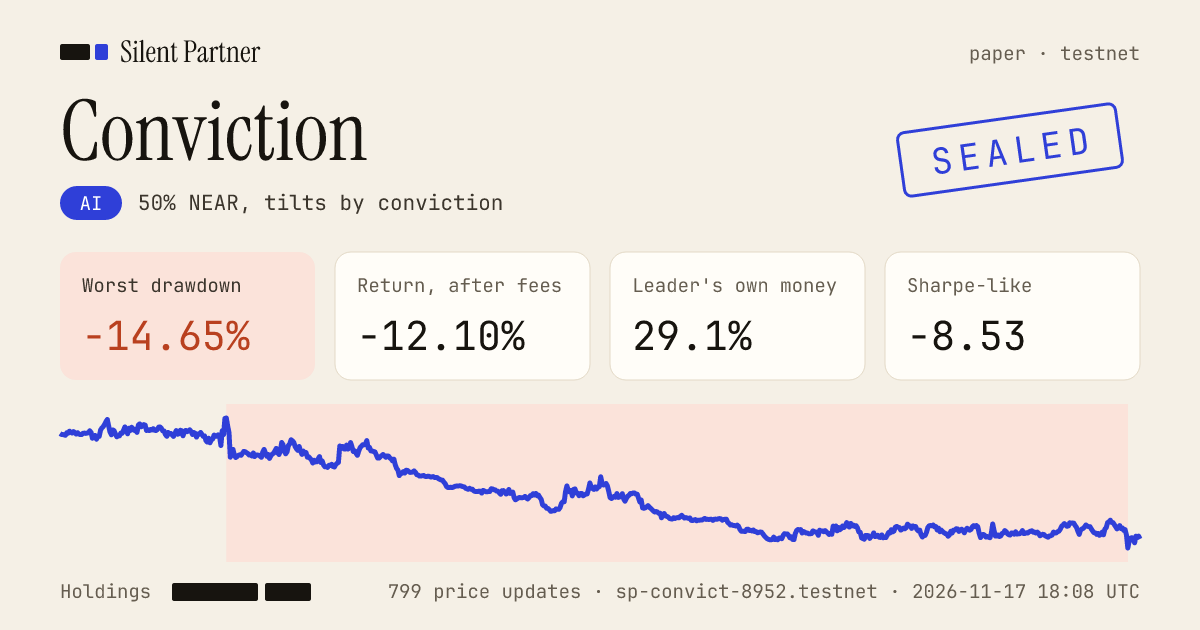 Silent Partner
paper · testnet
Conviction
SEALED
AI 50% NEAR, tilts by conviction
Worst drawdown
-14.65%
Return, after fees
-12.10%
Leader's own money
29.1%
Sharpe-like
-8.53
Holdings
799 price updates · sp-convict-8952.testnet · 2026-11-17 18:08 UTC